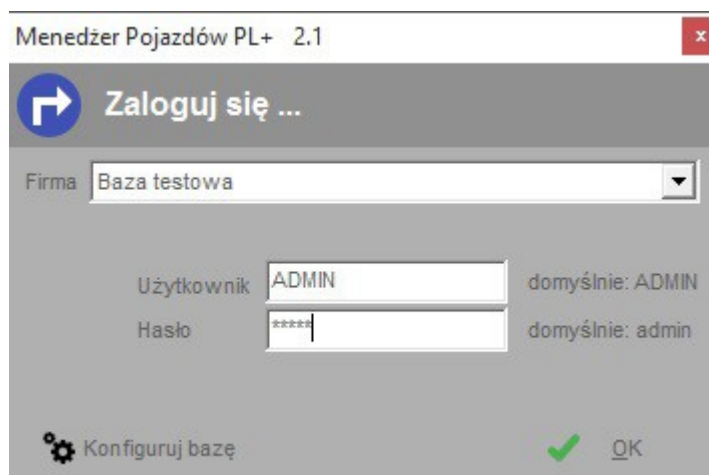 Menedżer Pojazdów PL+ 2.1 x
Zaloguj się ...
Firma Baza testowa
Użytkownik ADMIN domyślnie: ADMIN
Hasło ***** domyślnie: admin
Konfiguruj bazę OK